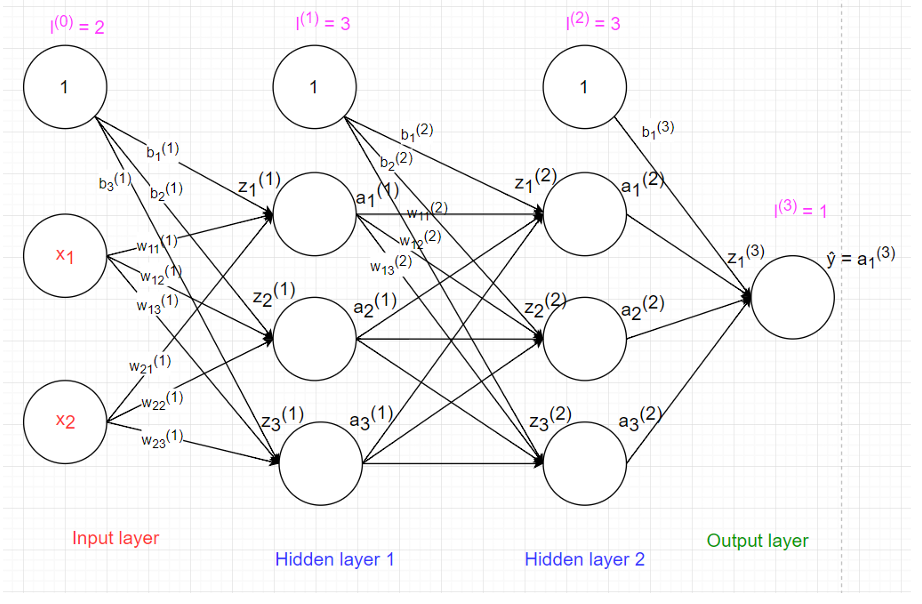 l(0) = 2
l(1) = 3
l(2) = 3
1
1
1
b1(1)
b1(2)
b1(3)
b2(2)
b3(1)
b2(1)
z1(1)
a1(1)
z1(2)
a1(2)
w11(2)
l(3) = 1
x1
w11(1)
w12(2)
w12(1)
w13(2)
z1(3)
ŷ = a1(3)
w13(1)
z2(1)
a2(1)
z2(2)
a2(2)
w21(1)
w22(1)
x2
w23(1)
z3(1)
a3(1)
z3(2)
a3(2)
Input layer
Hidden layer 1
Hidden layer 2
Output layer